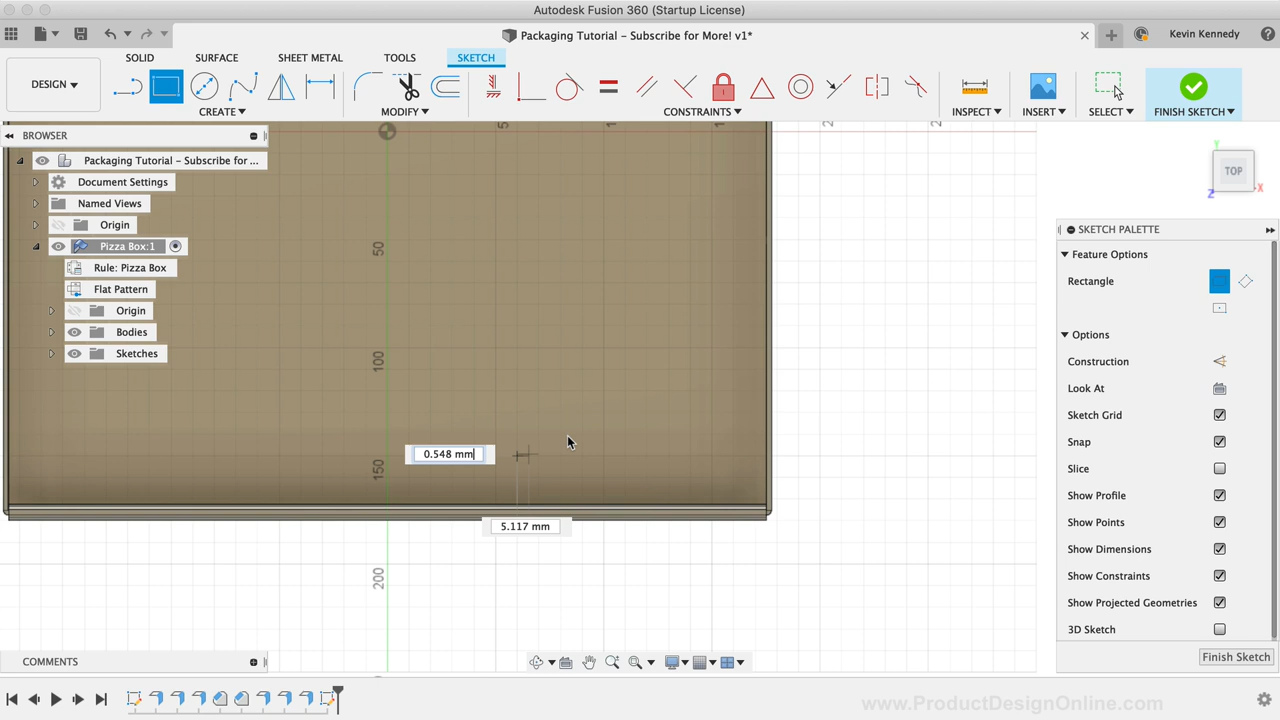 Autodesk Fusion 360 (Startup License)
Packaging Tutorial – Subscribe for More! v1*
Kevin Kennedy
DESIGN
SOLID
SURFACE
SHEET METAL
TOOLS
SKETCH
CREATE
MODIFY
CONSTRAINTS
INSPECT
INSERT
SELECT
FINISH SKETCH
BROWSER
Packaging Tutorial – Subscribe for ...
Document Settings
Named Views
Origin
Pizza Box:1
Rule: Pizza Box
Flat Pattern
Origin
Bodies
Sketches
50
100
150
200
0.548 mm
5.117 mm
TOP
Y
X
Z
SKETCH PALETTE
Feature Options
Rectangle
Options
Construction
Look At
Sketch Grid
Snap
Slice
Show Profile
Show Points
Show Dimensions
Show Constraints
Show Projected Geometries
3D Sketch
Finish Sketch
COMMENTS
www.ProductDesignOnline.com